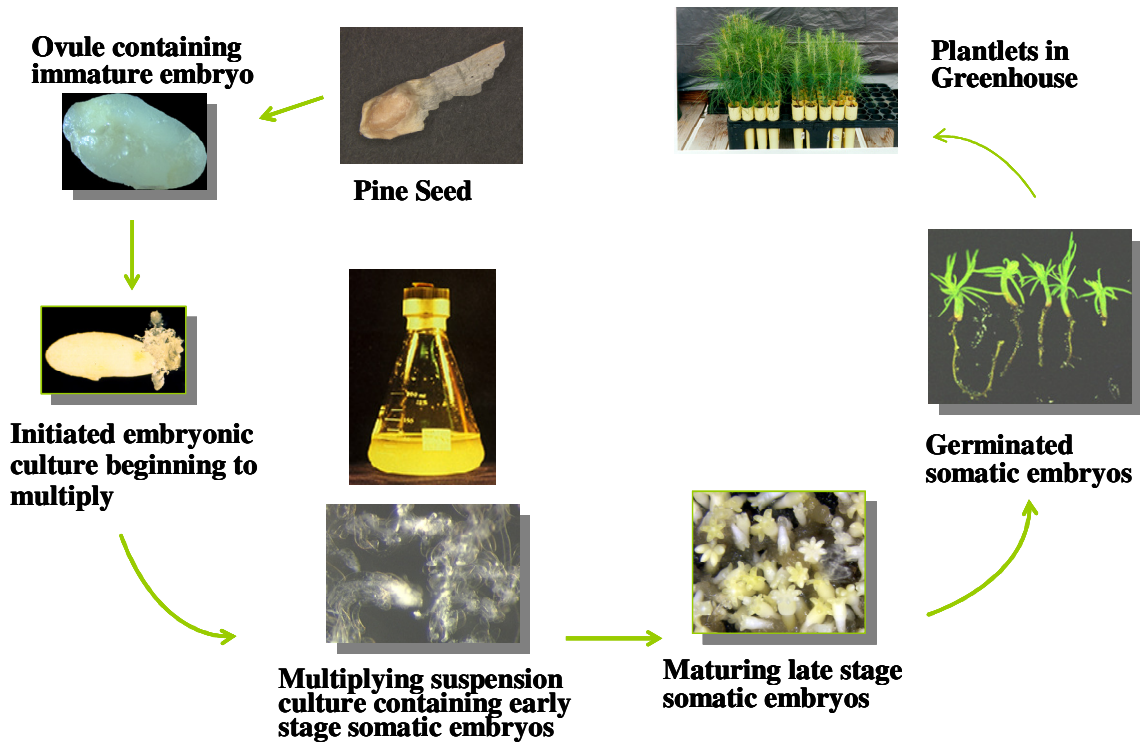 Ovule containing
immature embryo
Pine Seed
Plantlets in
Greenhouse
Initiated embryonic
culture beginning to
multiply
Multiplying suspension
culture containing early
stage somatic embryos
Maturing late stage
somatic embryos
Germinated
somatic embryos